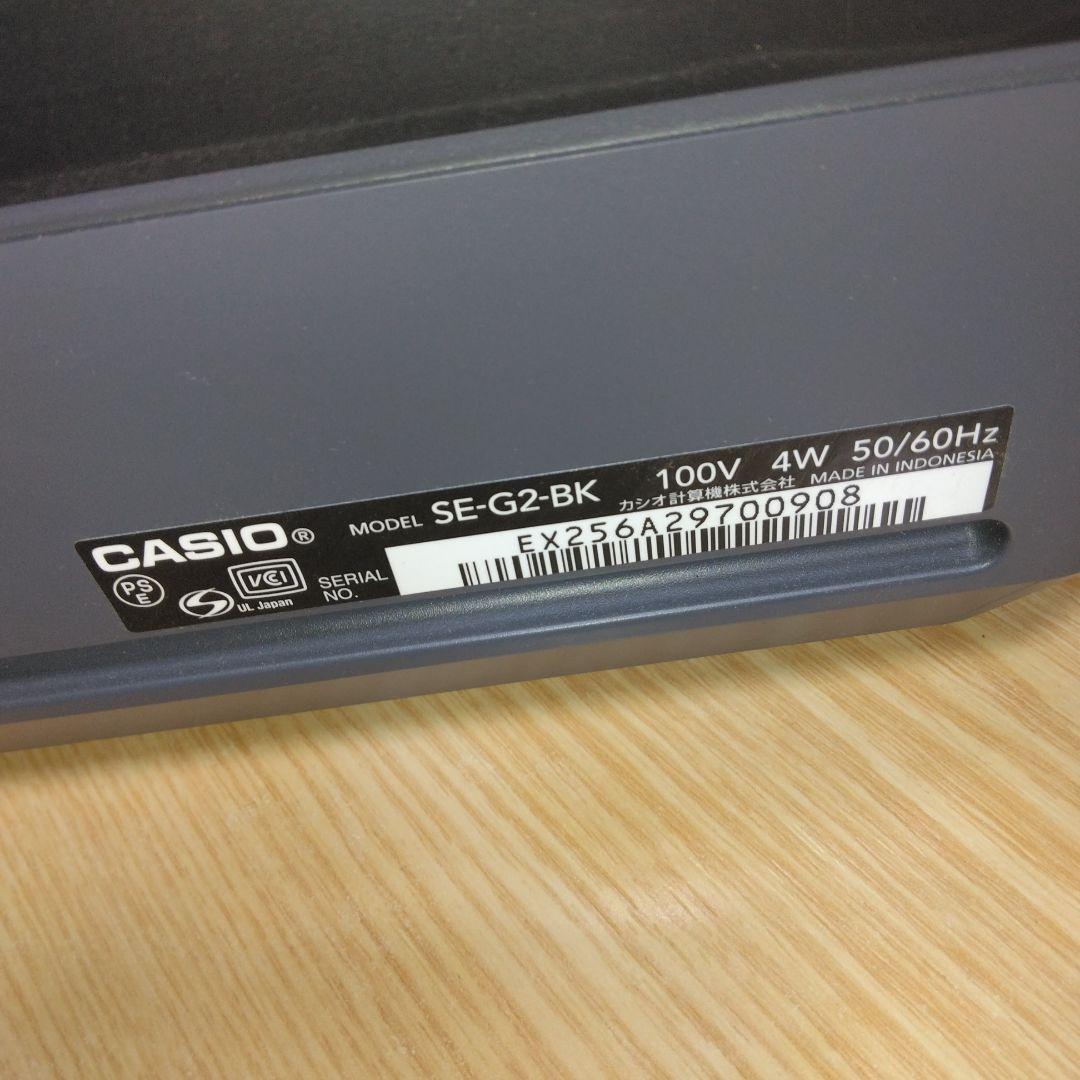 CASIO® MODEL SE-G2-BK 100V 4W 50/60Hz
カシオ計算機株式会社 MADE IN INDONESIA
PSE
VCI
UL Japan
SERIAL NO.
EX256A29700908